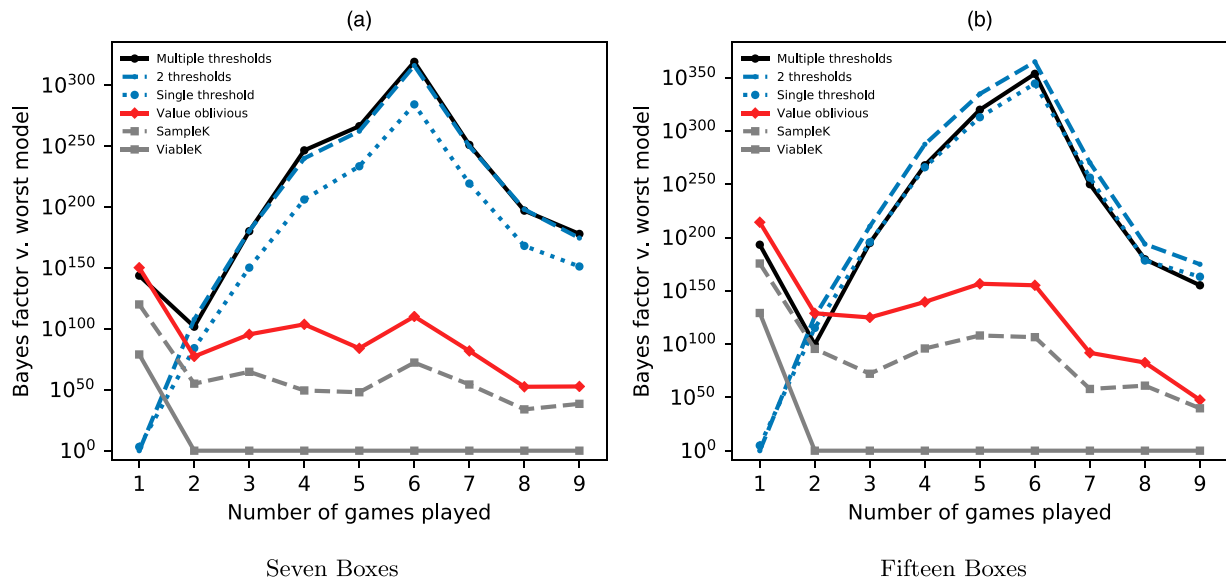 (a)
Multiple thresholds
2 thresholds
Single threshold
Value oblivious
SampleK
ViableK
Bayes factor v. worst model
10^300
10^250
10^200
10^150
10^100
10^50
10^0
1 2 3 4 5 6 7 8 9
Number of games played
Seven Boxes
(b)
Multiple thresholds
2 thresholds
Single threshold
Value oblivious
SampleK
ViableK
Bayes factor v. worst model
10^350
10^300
10^250
10^200
10^150
10^100
10^50
10^0
1 2 3 4 5 6 7 8 9
Number of games played
Fifteen Boxes